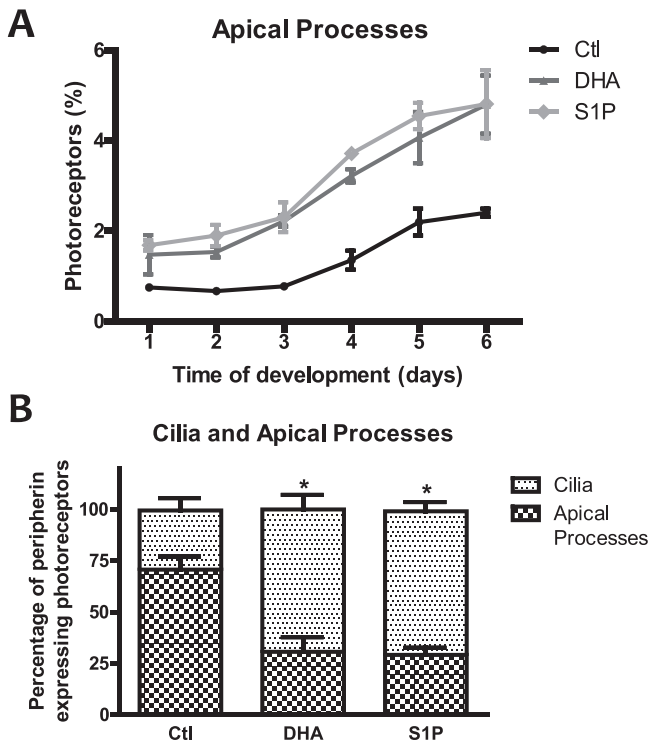 A
Apical Processes
Photoreceptors (%)
6
4
2
0
1 2 3 4 5 6
Time of development (days)
Ctl
DHA
S1P
B
Cilia and Apical Processes
Percentage of peripherin
expressing photoreceptors
100
75
50
25
0
* *
Ctl DHA S1P
Cilia
Apical
Processes